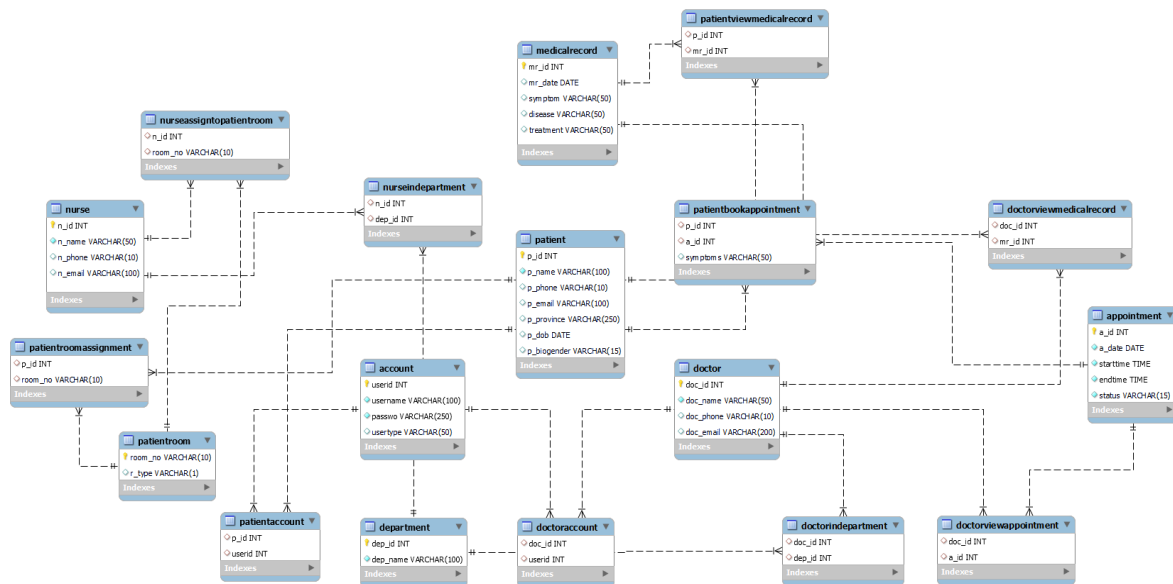 patientviewmedicalrecord
p_id INT
mr_id INT
Indexes
medicalrecord
mr_id INT
mr_date DATE
symptom VARCHAR(50)
disease VARCHAR(50)
treatment VARCHAR(50)
Indexes
nurseassigntopatientroom
n_id INT
room_no VARCHAR(10)
Indexes
nurseindepartment
n_id INT
dep_id INT
Indexes
nurse
n_id INT
n_name VARCHAR(50)
n_phone VARCHAR(10)
n_email VARCHAR(100)
Indexes
patientbookappointment
p_id INT
a_id INT
symptoms VARCHAR(50)
Indexes
doctorviewmedicalrecord
doc_id INT
mr_id INT
Indexes
patient
p_id INT
p_name VARCHAR(100)
p_phone VARCHAR(10)
p_email VARCHAR(100)
p_province VARCHAR(250)
p_dob DATE
p_biogender VARCHAR(15)
Indexes
appointment
a_id INT
a_date DATE
starttime TIME
endtime TIME
status VARCHAR(15)
Indexes
patientroomassignment
p_id INT
room_no VARCHAR(10)
Indexes
account
userid INT
username VARCHAR(100)
passwo VARCHAR(250)
usertype VARCHAR(50)
Indexes
doctor
doc_id INT
doc_name VARCHAR(50)
doc_phone VARCHAR(10)
doc_email VARCHAR(200)
Indexes
patientroom
room_no VARCHAR(10)
r_type VARCHAR(1)
Indexes
patientaccount
p_id INT
userid INT
Indexes
department
dep_id INT
dep_name VARCHAR(100)
Indexes
doctoraccount
doc_id INT
userid INT
Indexes
doctorindepartment
doc_id INT
dep_id INT
Indexes
doctorviewappointment
doc_id INT
a_id INT
Indexes